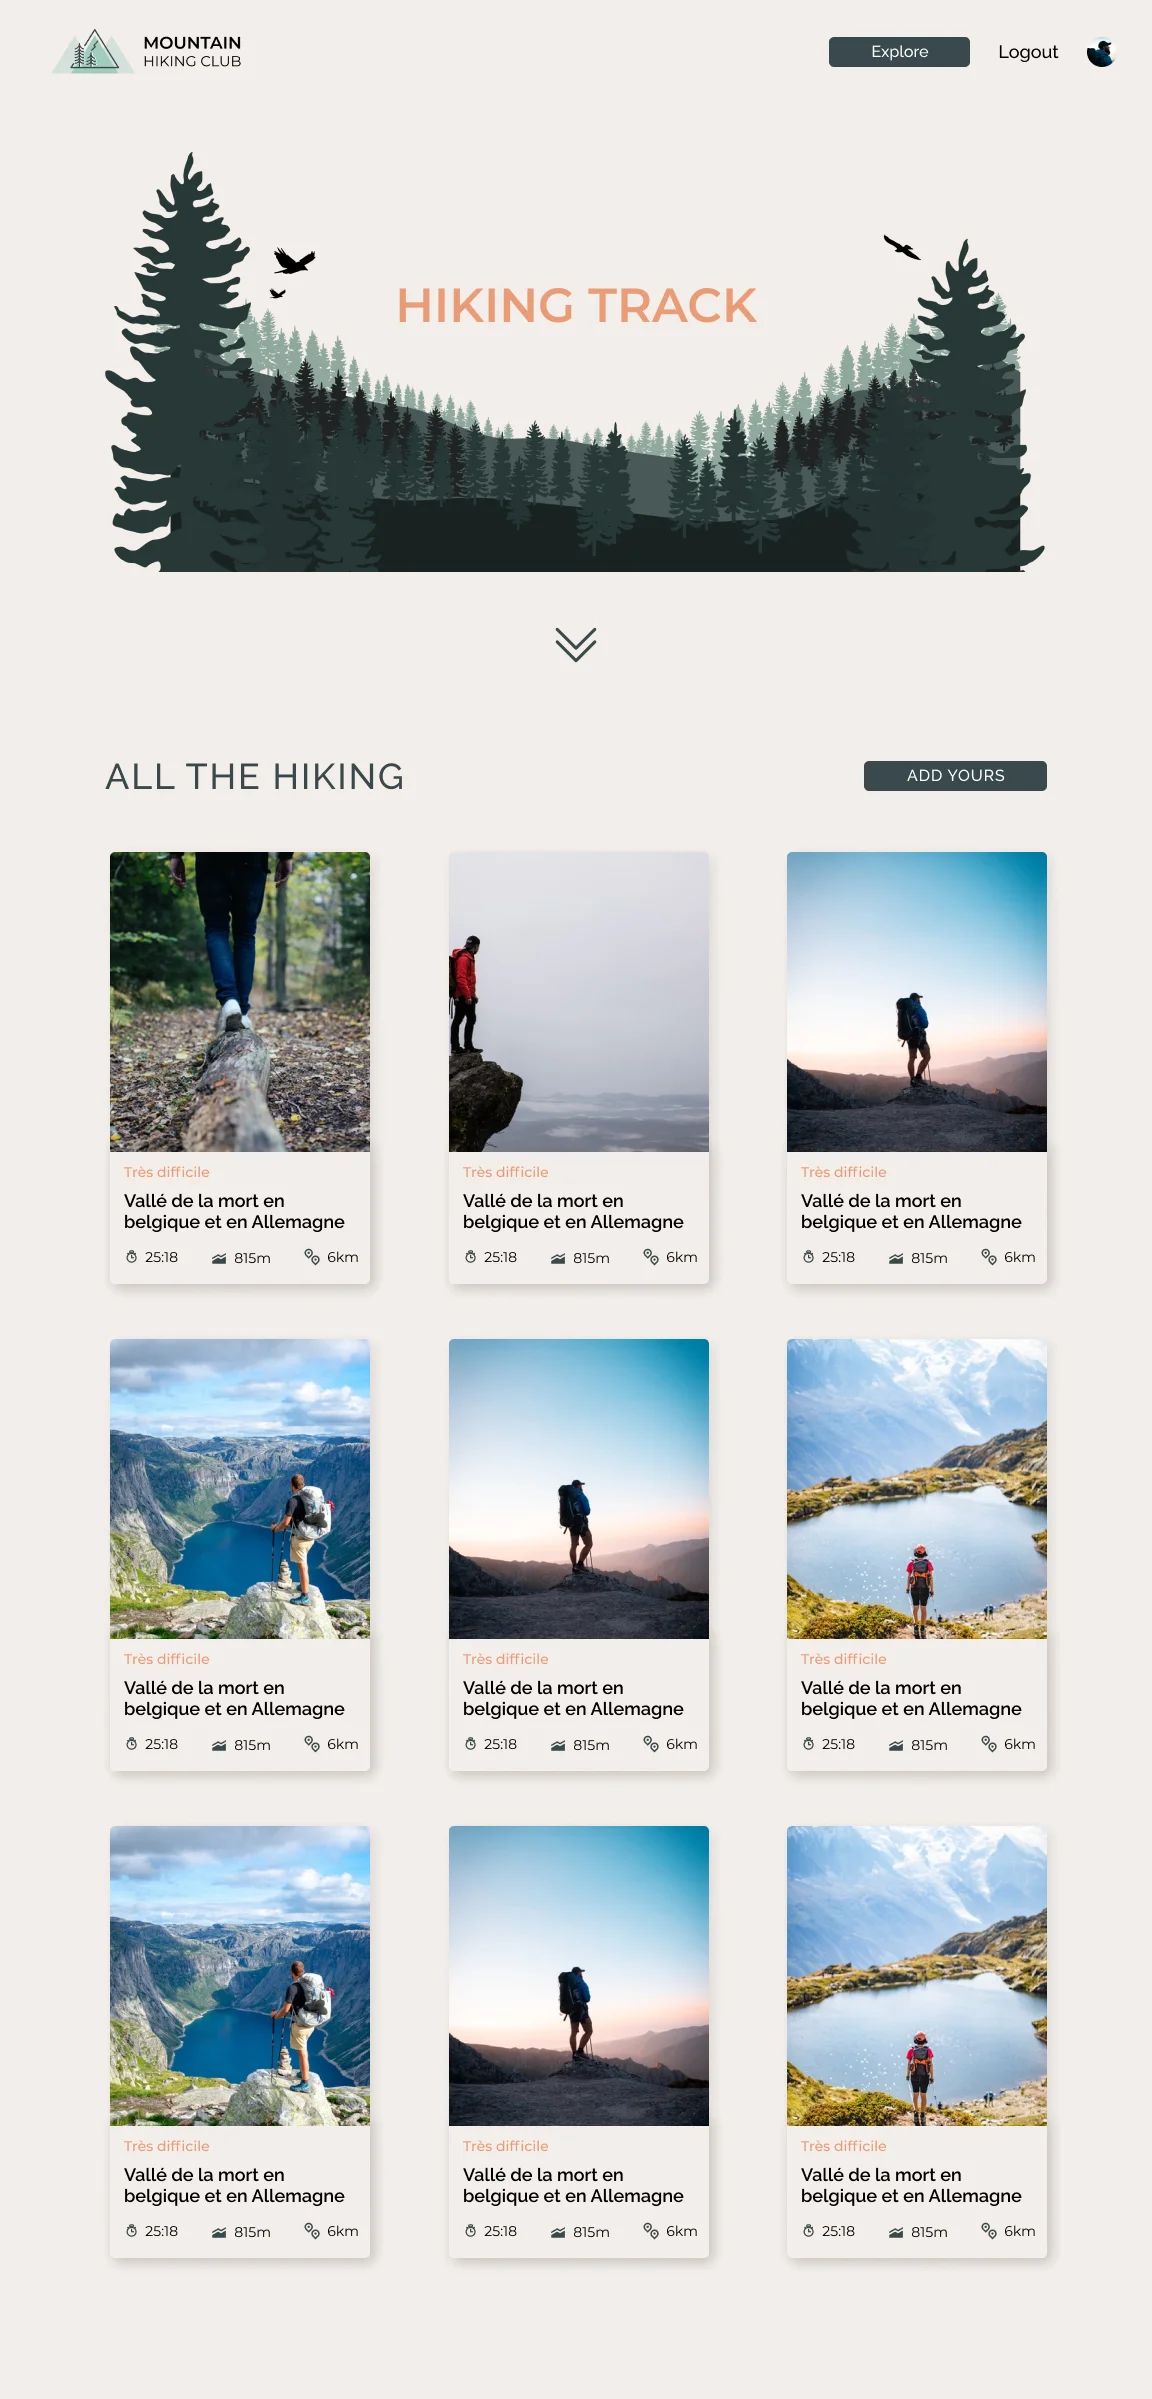 MOUNTAIN
HIKING CLUB
Explore
Logout
HIKING TRACK
ALL THE HIKING
ADD YOURS
Très difficile
Vallé de la mort en
belgique et en Allemagne
25:18
815m
6km
Très difficile
Vallé de la mort en
belgique et en Allemagne
25:18
815m
6km
Très difficile
Vallé de la mort en
belgique et en Allemagne
25:18
815m
6km
Très difficile
Vallé de la mort en
belgique et en Allemagne
25:18
815m
6km
Très difficile
Vallé de la mort en
belgique et en Allemagne
25:18
815m
6km
Très difficile
Vallé de la mort en
belgique et en Allemagne
25:18
815m
6km
Très difficile
Vallé de la mort en
belgique et en Allemagne
25:18
815m
6km
Très difficile
Vallé de la mort en
belgique et en Allemagne
25:18
815m
6km
Très difficile
Vallé de la mort en
belgique et en Allemagne
25:18
815m
6km